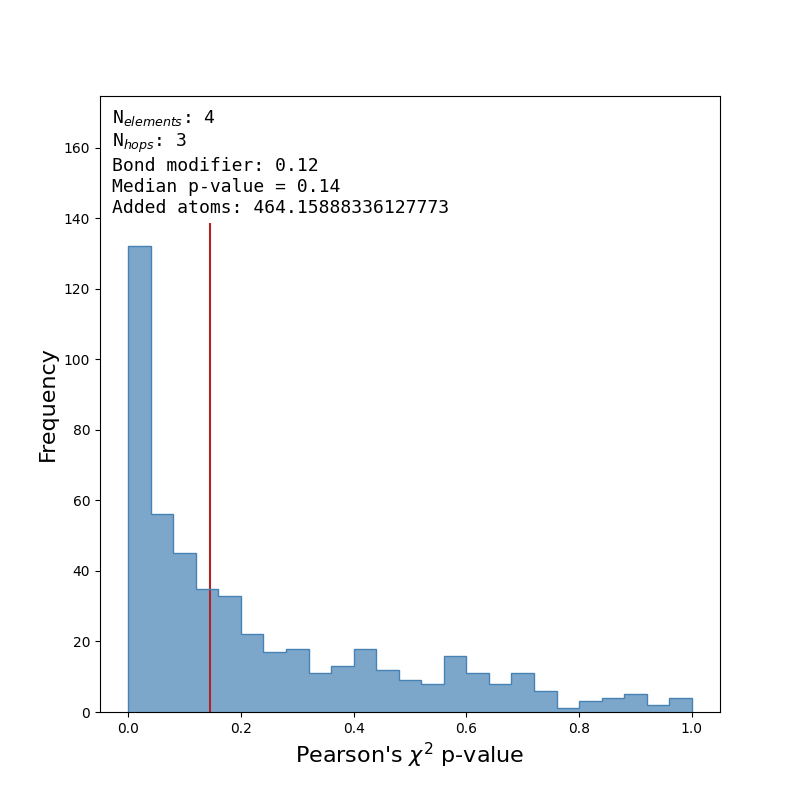 N_elements: 4
N_hops: 3
Bond modifier: 0.12
Median p-value = 0.14
Added atoms: 464.15888336127773
160
140
120
100
80
60
40
20
0
Frequency
0.0 0.2 0.4 0.6 0.8 1.0
Pearson's χ² p-value